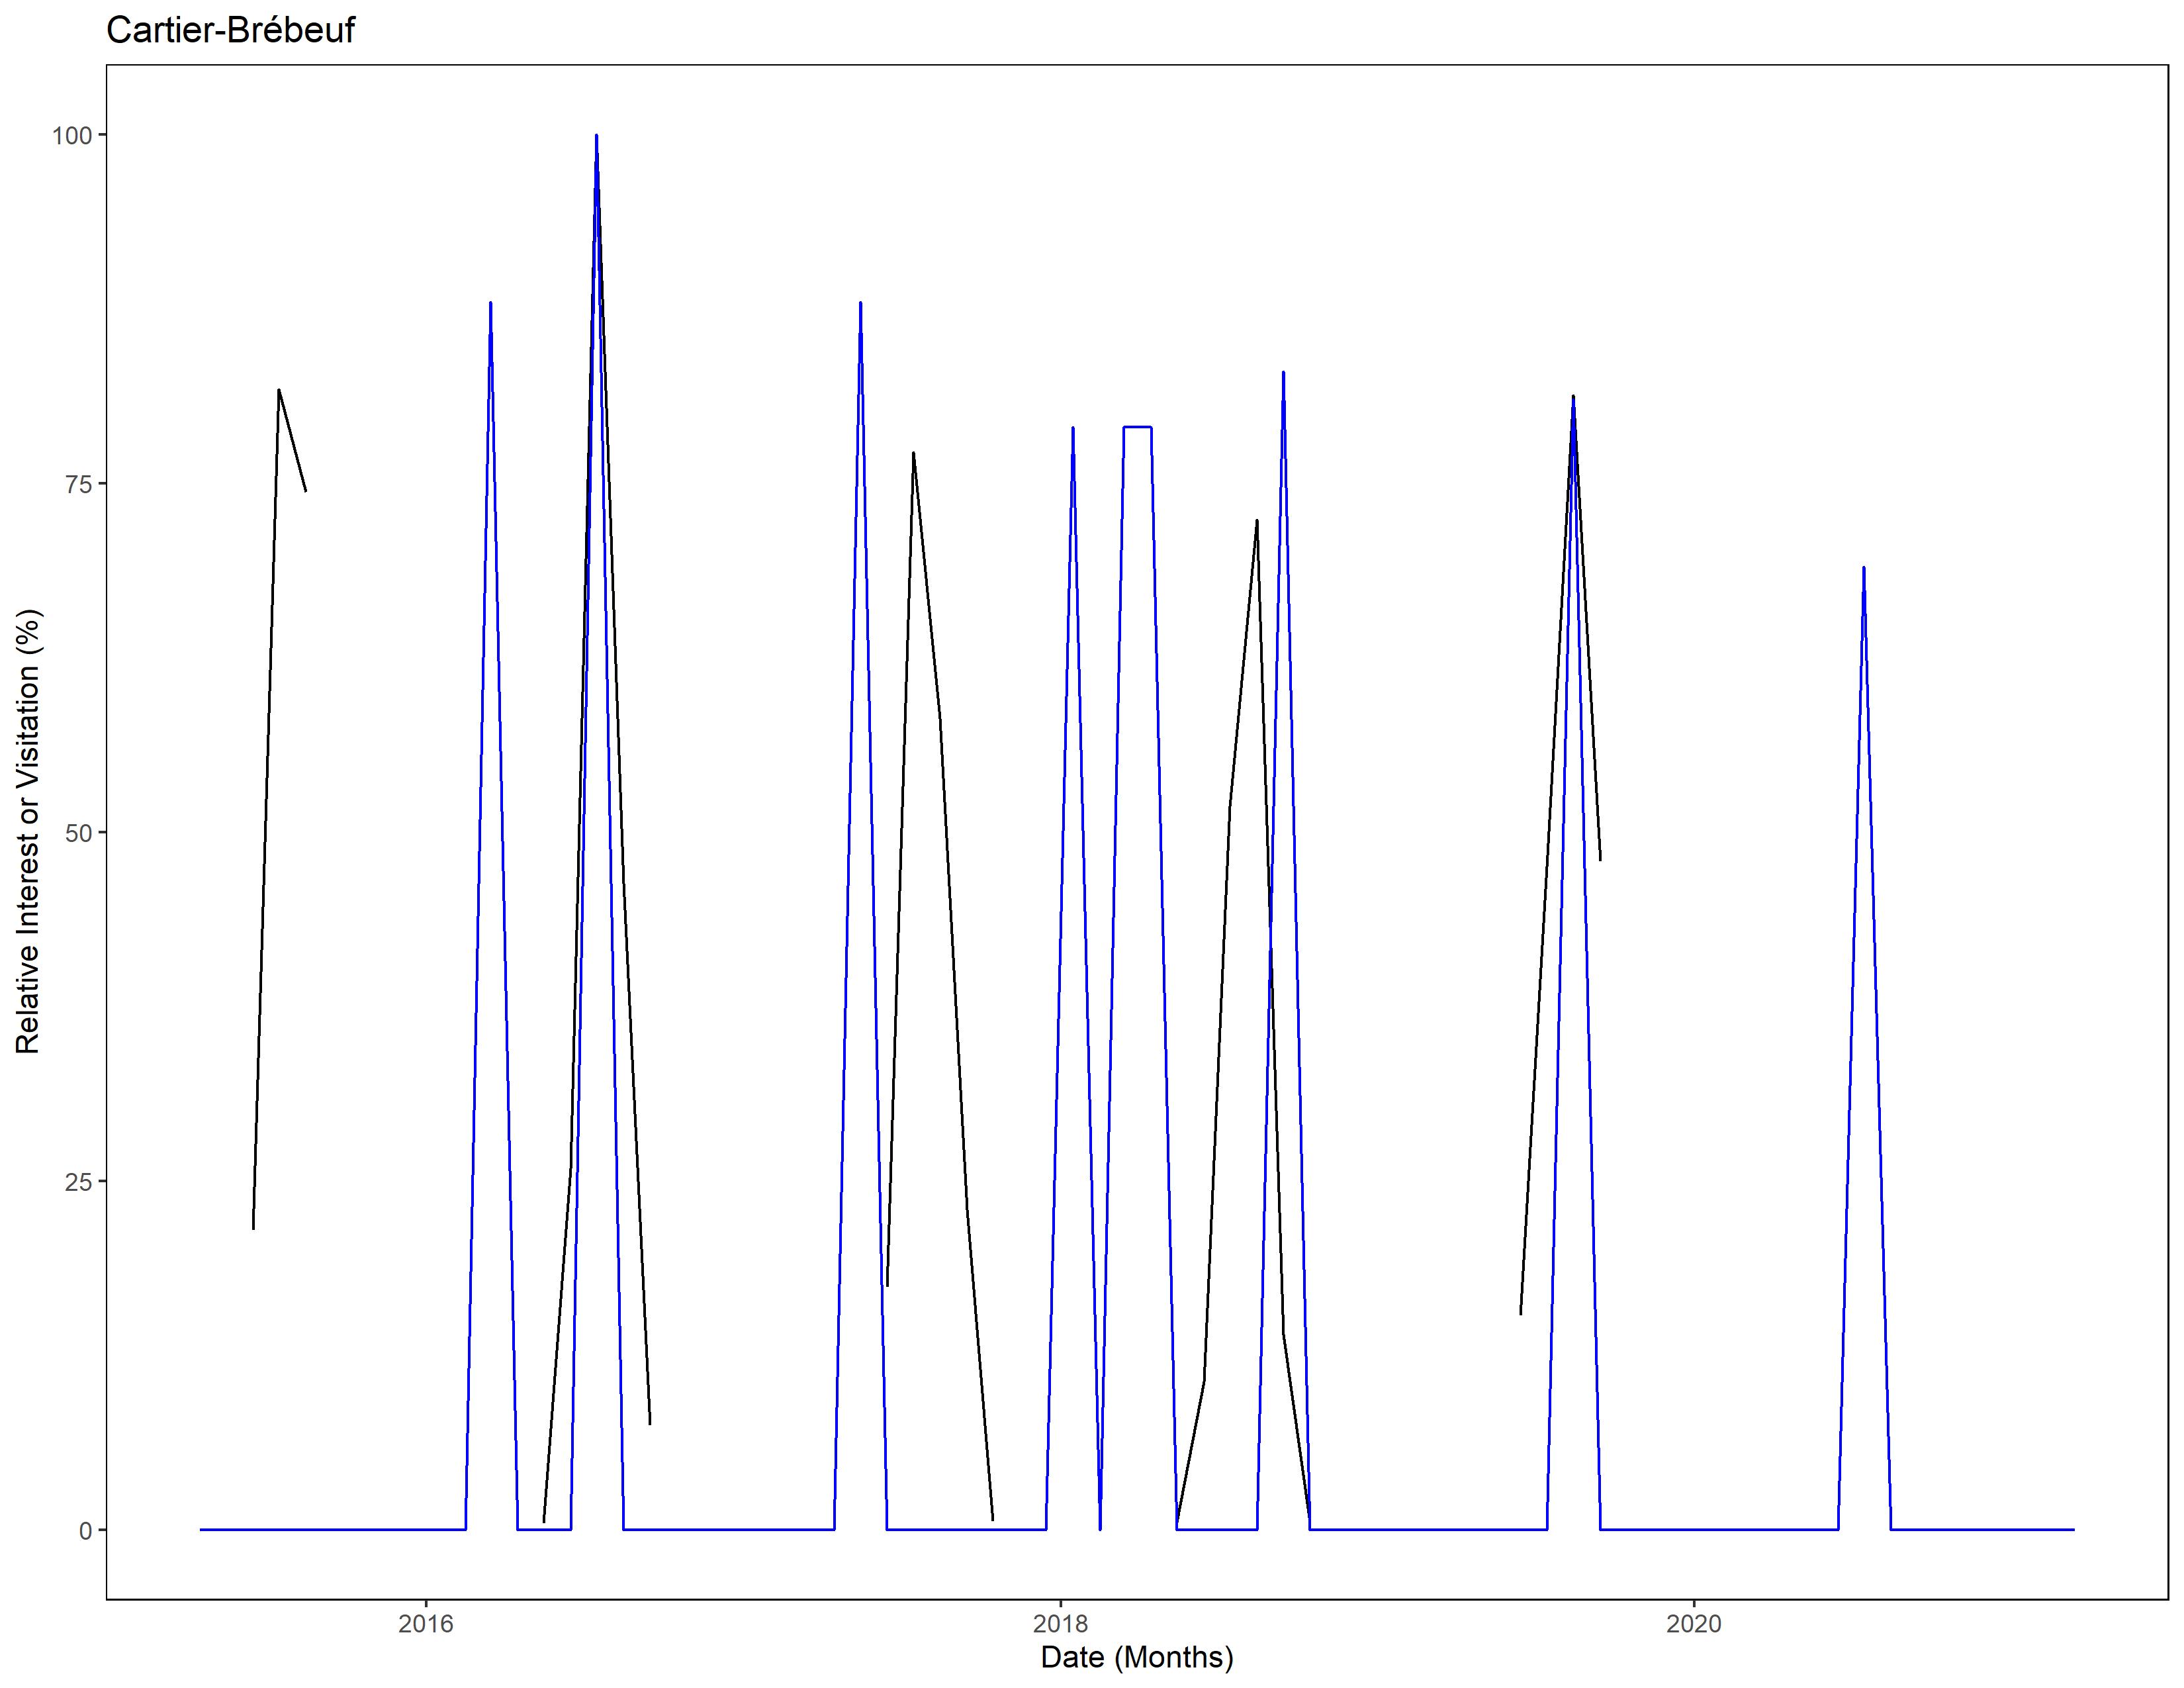 Cartier-Brébeuf
Relative Interest or Visitation (%)
100
75
50
25
0
2016
2018
2020
Date (Months)